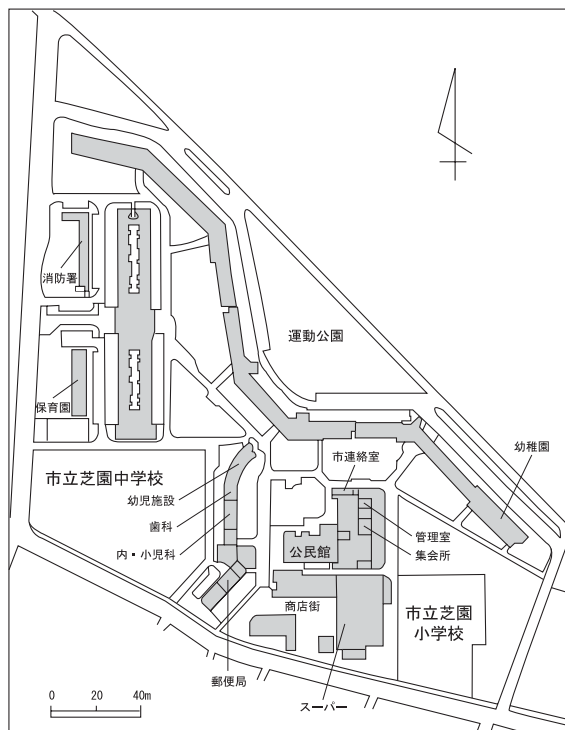 消防署
運動公園
保育園
幼稚園
市連絡室
市立芝園中学校
幼児施設
歯科
管理室
内・小児科
公民館
集会所
商店街
市立芝園
小学校
郵便局
スーパー
0 20 40m